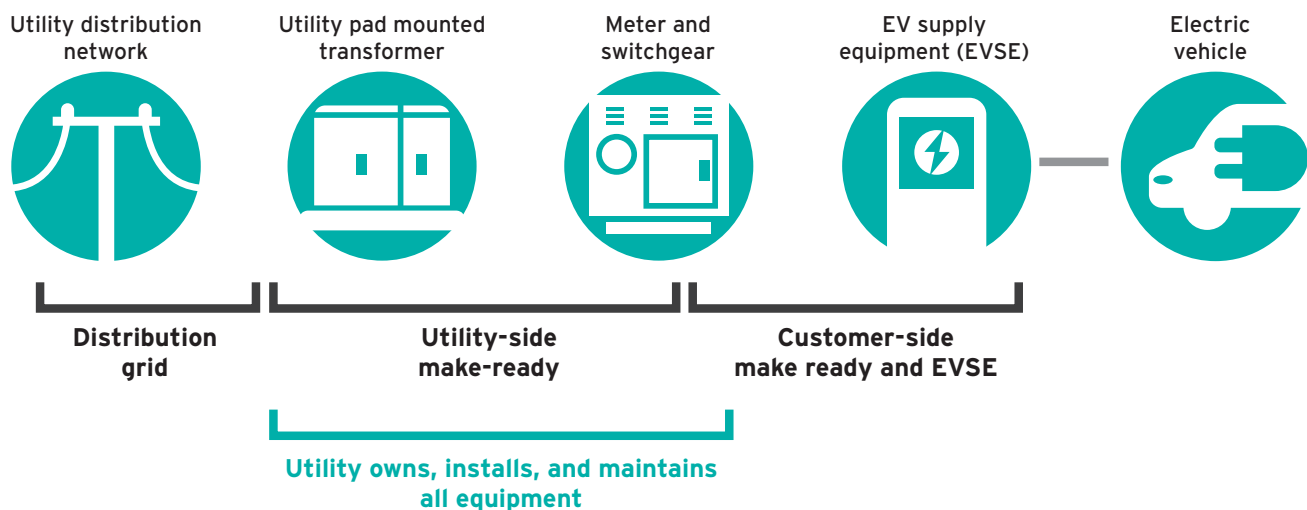 Utility distribution
network
Utility pad mounted
transformer
Meter and
switchgear
EV supply
equipment (EVSE)
Electric
vehicle
Distribution
grid
Utility-side
make-ready
Customer-side
make ready and EVSE
Utility owns, installs, and maintains
all equipment